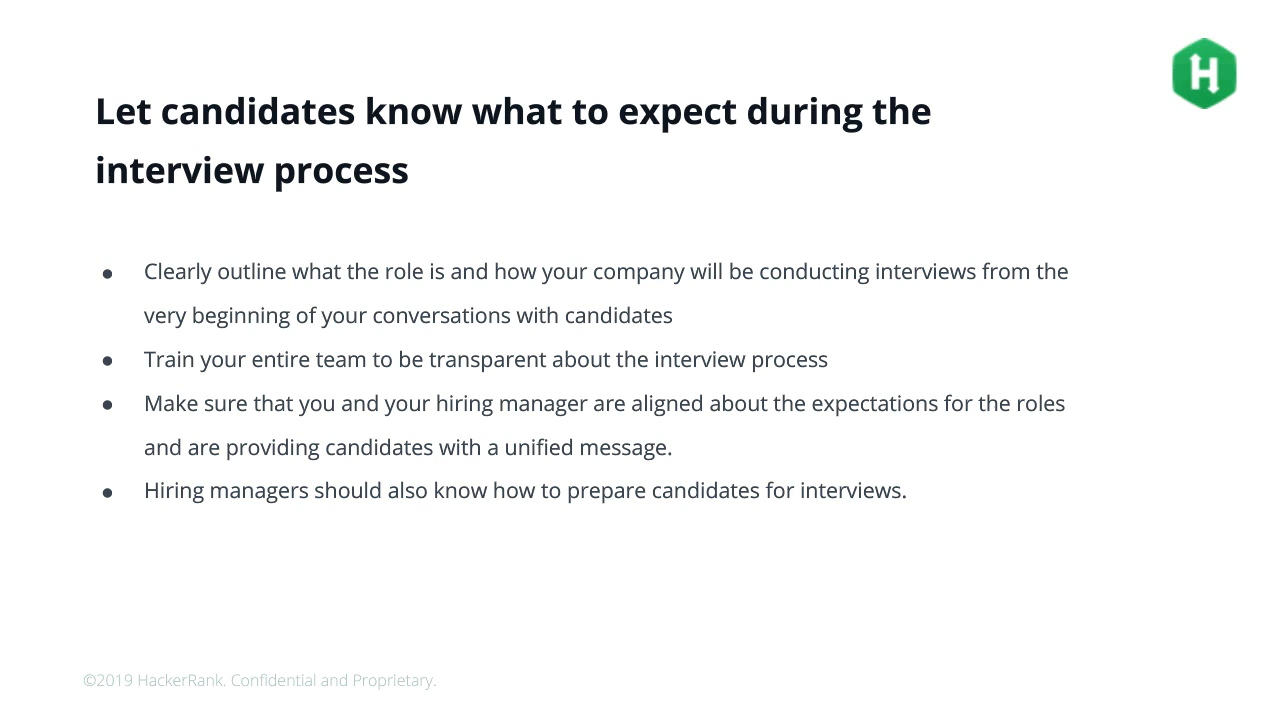 Let candidates know what to expect during the
interview process
● Clearly outline what the role is and how your company will be conducting interviews from the
very beginning of your conversations with candidates
● Train your entire team to be transparent about the interview process
● Make sure that you and your hiring manager are aligned about the expectations for the roles
and are providing candidates with a unified message.
● Hiring managers should also know how to prepare candidates for interviews.
©2019 HackerRank. Confidential and Proprietary.